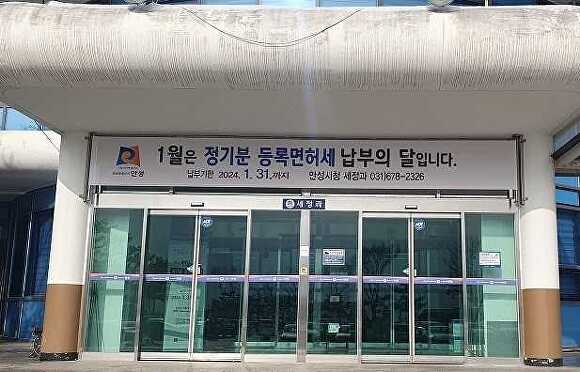 1월은 정기분 등록면허세 납부의 달입니다.
안성
납부기한 2024. 1. 31.까지 안성시청 세정과 031)678-2326
세정과